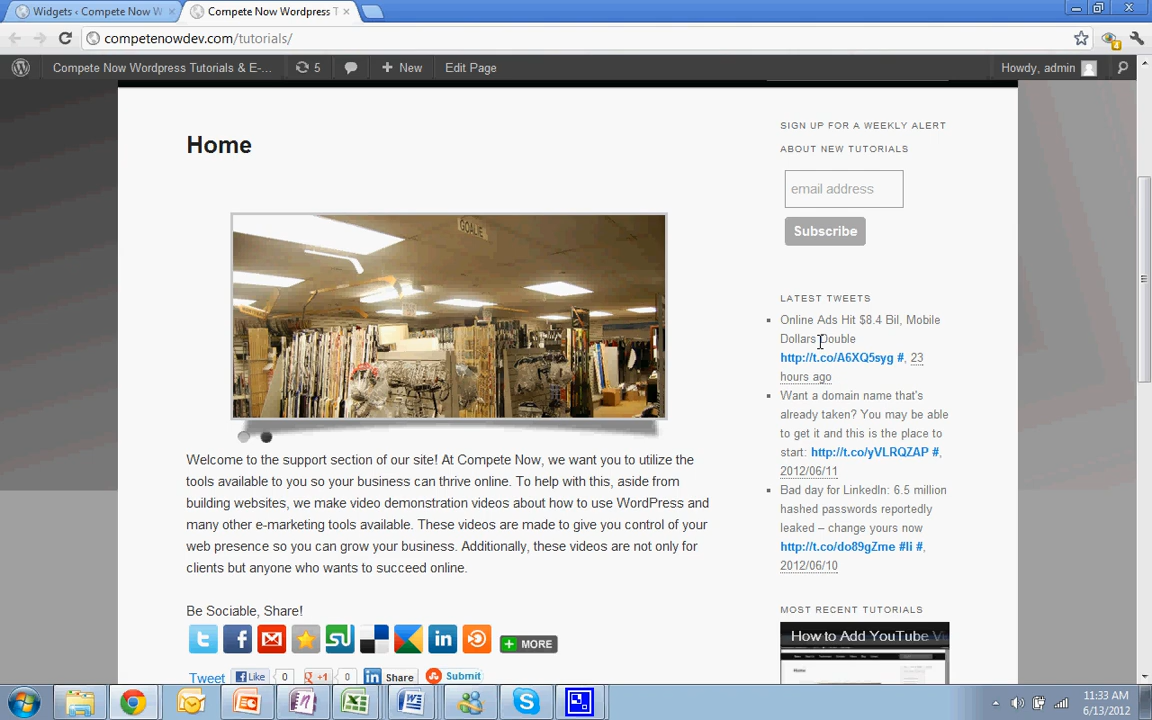 Widgets ‹ Compete Now W
Compete Now Wordpress T
competenowdev.com/tutorials/
Compete Now Wordpress Tutorials & E-...
5
New
Edit Page
Howdy, admin
Home
GOALIE
Welcome to the support section of our site! At Compete Now, we want you to utilize the
tools available to you so your business can thrive online. To help with this, aside from
building websites, we make video demonstration videos about how to use WordPress and
many other e-marketing tools available. These videos are made to give you control of your
web presence so you can grow your business. Additionally, these videos are not only for
clients but anyone who wants to succeed online.
Be Sociable, Share!
+ MORE
Tweet
Like
0
+1
0
Share
Submit
SIGN UP FOR A WEEKLY ALERT
ABOUT NEW TUTORIALS
email address
Subscribe
LATEST TWEETS
Online Ads Hit $8.4 Bil, Mobile
Dollars Double
http://t.co/A6XQ5syg #, 23
hours ago
Want a domain name that's
already taken? You may be able
to get it and this is the place to
start: http://t.co/yVLRQZAP #,
2012/06/11
Bad day for LinkedIn: 6.5 million
hashed passwords reportedly
leaked – change yours now
http://t.co/do89gZme #li #,
2012/06/10
MOST RECENT TUTORIALS
How to Add YouTube Vi
11:33 AM
6/13/2012